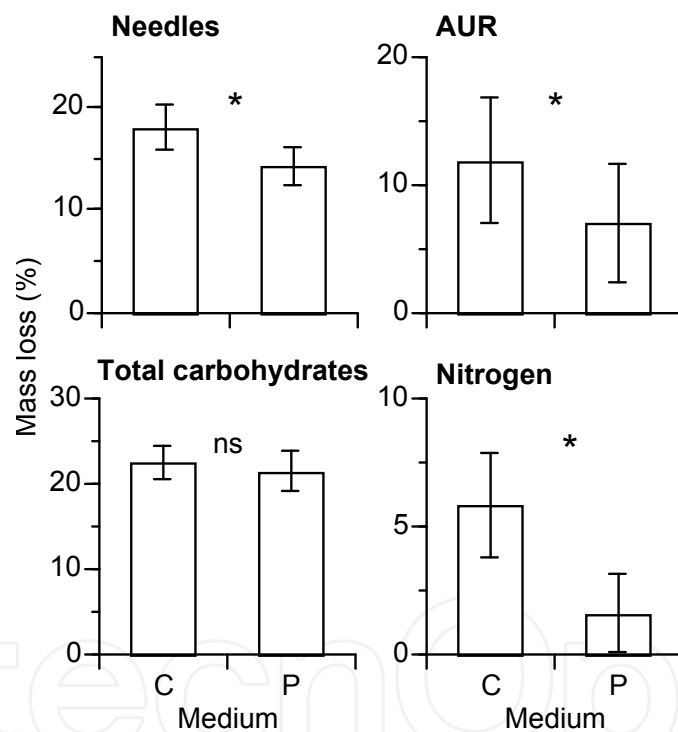 Needles
AUR
20
10
0
*
20
10
0
*
Mass loss (%)
Total carbohydrates
Nitrogen
30
20
10
0
ns
10
5
0
*
C P
Medium
C P
Medium